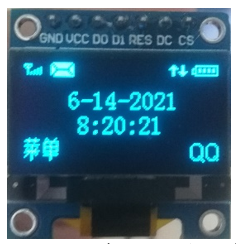 GND VCC D0 D1 RES DC CS
6-14-2021
8:20:21
菜单 QQ